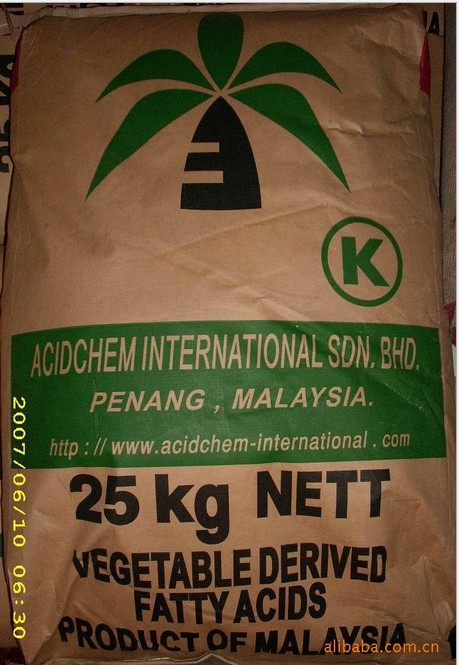 K
ACIDCHEM INTERNATIONAL SDN. BHD.
PENANG , MALAYSIA.
http : // www.acidchem-international . com
25 kg NETT
VEGETABLE DERIVED
FATTY ACIDS
PRODUCT OF MALAYSIA
2007/06/10 06:30
alibaba.com.cn